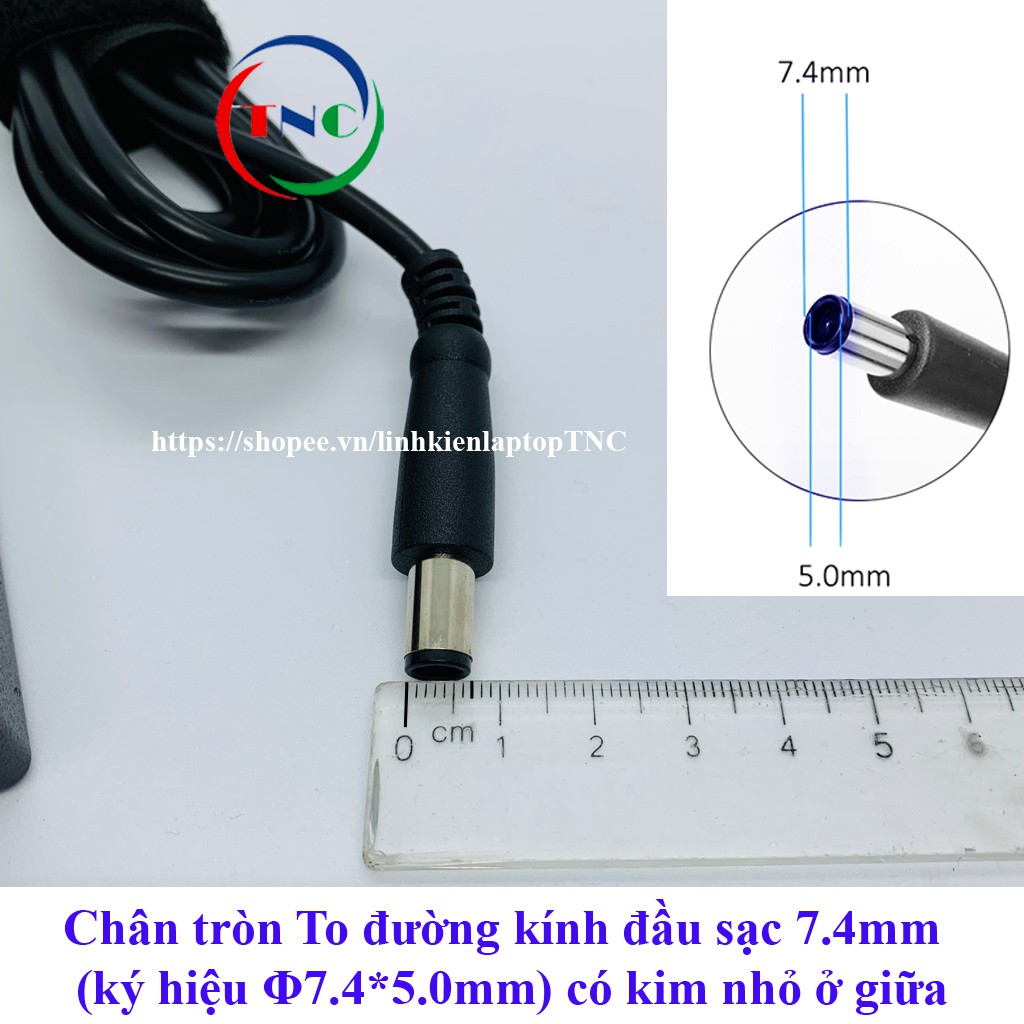 TNC
7.4mm
https://shopee.vn/linhkienlaptopTNC
5.0mm
0 cm 1 2 3 4 5 6
Chân tròn To đường kính đầu sạc 7.4mm
(ký hiệu Φ7.4*5.0mm) có kim nhỏ ở giữa